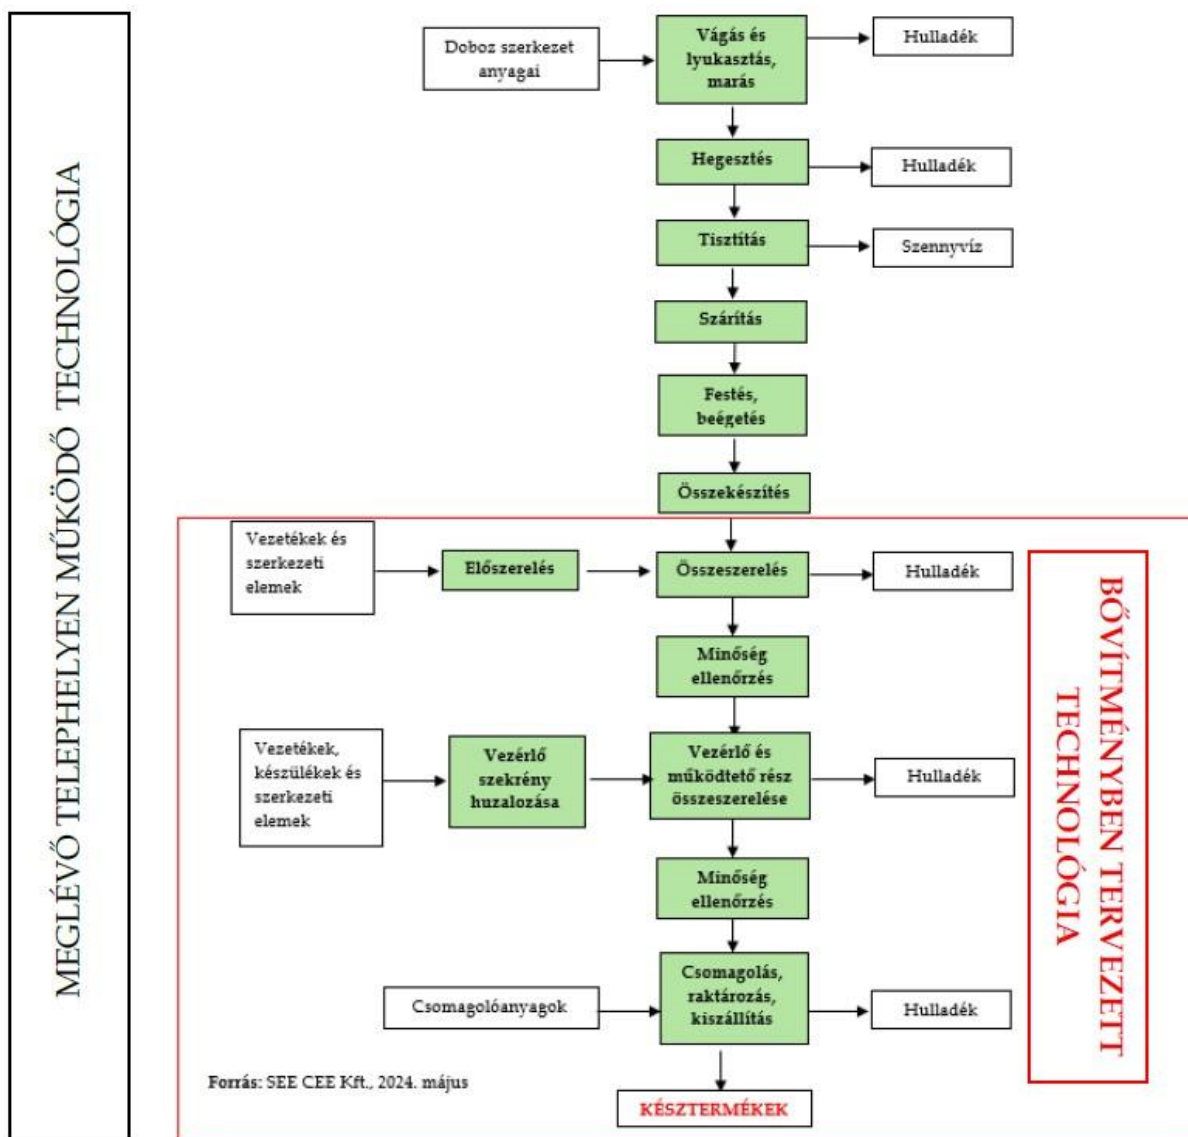 MEGLÉVŐ TELEPHELYEN MŰKÖDŐ TECHNOLÓGIA
Doboz szerkezet
anyagai
Vágás és
lyukasztás,
marás
Hulladék
Hegesztés
Hulladék
Tisztítás
Szennyvíz
Szárítás
Festés,
beégetés
Összekészítés
Vezetékek és
szerkezeti
elemek
Előszerelés
Összeszerelés
Hulladék
Minőség
ellenőrzés
Vezetékek,
készülékek és
szerkezeti
elemek
Vezérlő
szekrény
huzalozása
Vezérlő és
működtető rész
összeszerelése
Hulladék
Minőség
ellenőrzés
Csomagolóanyagok
Csomagolás,
raktározás,
kiszállítás
Hulladék
BŐVÍTMÉNYBEN TERVEZETT
TECHNOLÓGIA
Forrás: SEE CEE Kft., 2024. május
KÉSZTERMÉKEK